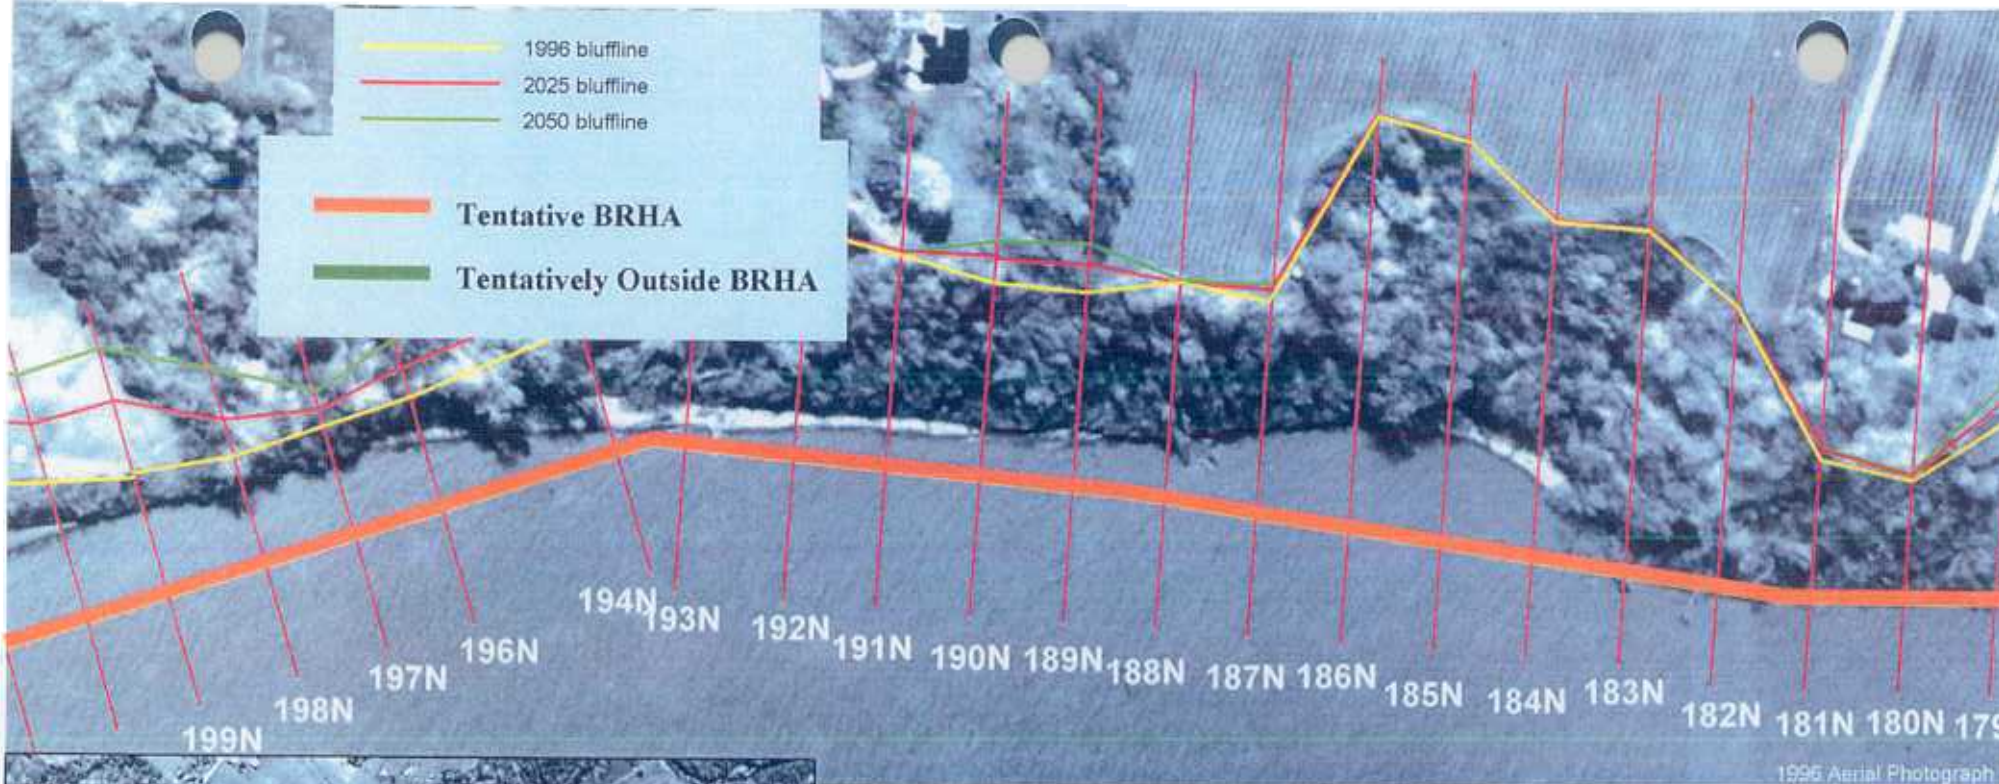 1996 bluffline
2025 bluffline
2050 bluffline
Tentative BRHA
Tentatively Outside BRHA
194N
193N
192N
191N
190N
189N
188N
187N
186N
185N
184N
183N
182N
181N
180N
179
196N
197N
198N
199N
1996 Aerial Photograph